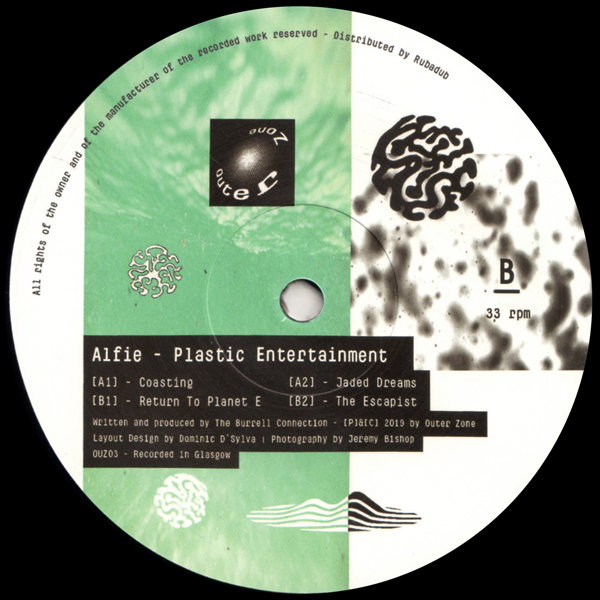 All rights of the owner and of the manufacturer of the recorded work reserved - Distributed by Rubadub
Outer Zone
B
33 rpm
Alfie - Plastic Entertainment
[A1] - Coasting
[A2] - Jaded Dreams
[B1] - Return To Planet E
[B2] - The Escapist
Written and produced by The Burrell Connection - [P]&[C] 2019 by Outer Zone
Layout Design by Dominic D'Sylva | Photography by Jeremy Bishop
OUZ03 - Recorded in Glasgow